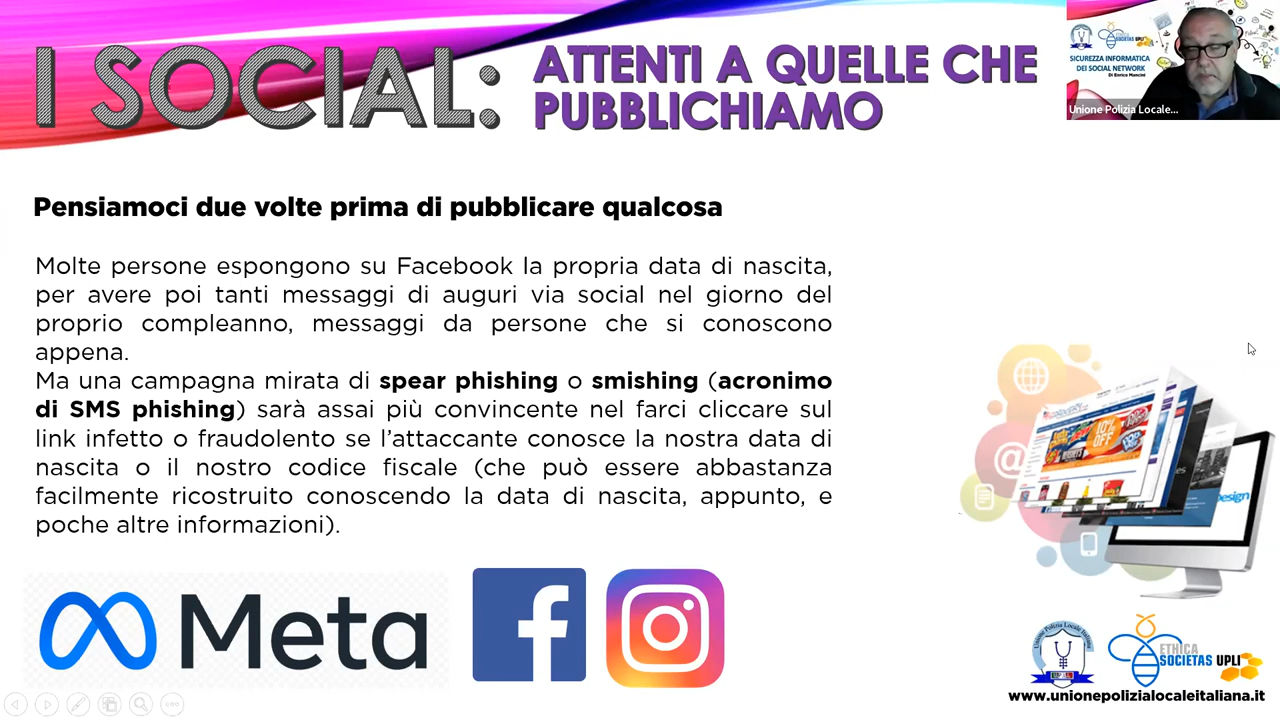 I SOCIAL:
ATTENTI A QUELLE CHE
PUBBLICHIAMO
SICUREZZA INFORMATICA
DEI SOCIAL NETWORK
Di Enrico Mancini
Unione Polizia Locale...
Pensiamoci due volte prima di pubblicare qualcosa
Molte persone espongono su Facebook la propria data di nascita,
per avere poi tanti messaggi di auguri via social nel giorno del
proprio compleanno, messaggi da persone che si conoscono
appena.
Ma una campagna mirata di spear phishing o smishing (acronimo
di SMS phishing) sarà assai più convincente nel farci cliccare sul
link infetto o fraudolento se l'attaccante conosce la nostra data di
nascita o il nostro codice fiscale (che può essere abbastanza
facilmente ricostruito conoscendo la data di nascita, appunto, e
poche altre informazioni).
10%
OFF
Meta
ETHICA
SOCIETAS UPLI
www.unionepolizialocaleitaliana.it